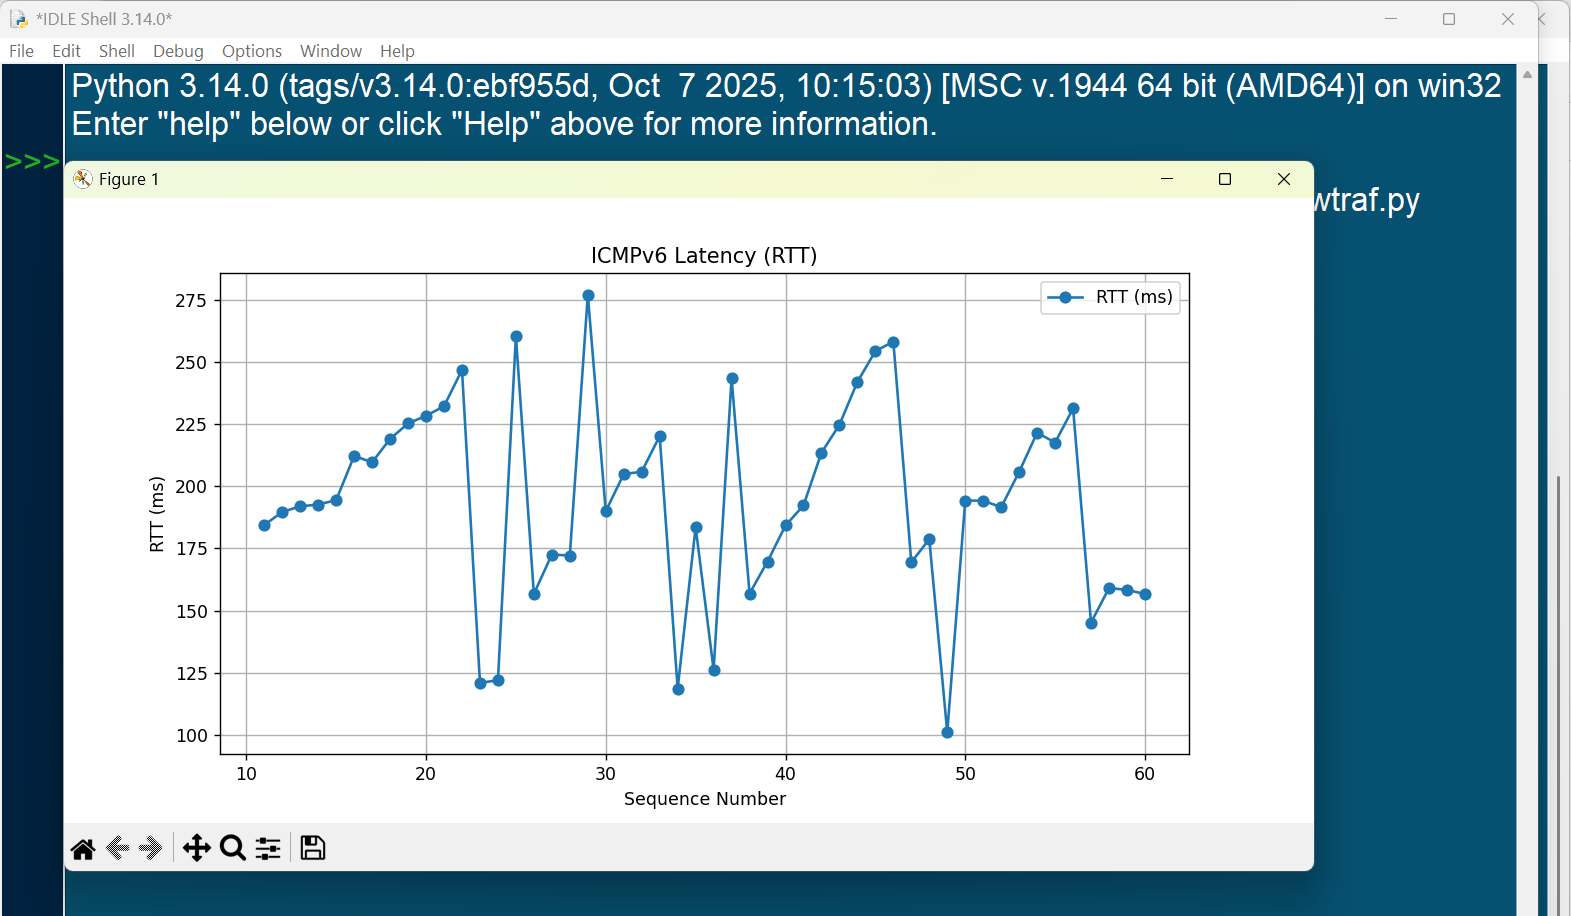 *IDLE Shell 3.14.0*
File Edit Shell Debug Options Window Help
Python 3.14.0 (tags/v3.14.0:ebf955d, Oct  7 2025, 10:15:03) [MSC v.1944 64 bit (AMD64)] on win32
Enter "help" below or click "Help" above for more information.
>>>
wtraf.py
Figure 1
ICMPv6 Latency (RTT)
RTT (ms)
275
250
225
200
175
150
125
100
RTT (ms)
10 20 30 40 50 60
Sequence Number